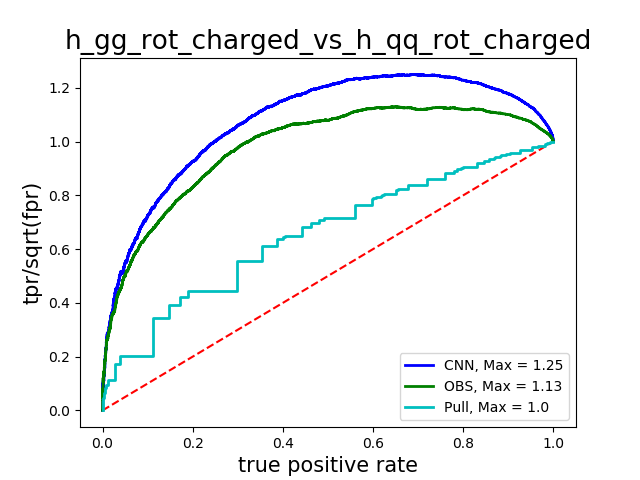 h_gg_rot_charged_vs_h_qq_rot_charged
1.2
1.0
0.8
0.6
0.4
0.2
0.0
tpr/sqrt(fpr)
CNN, Max = 1.25
OBS, Max = 1.13
Pull, Max = 1.0
0.0 0.2 0.4 0.6 0.8 1.0
true positive rate